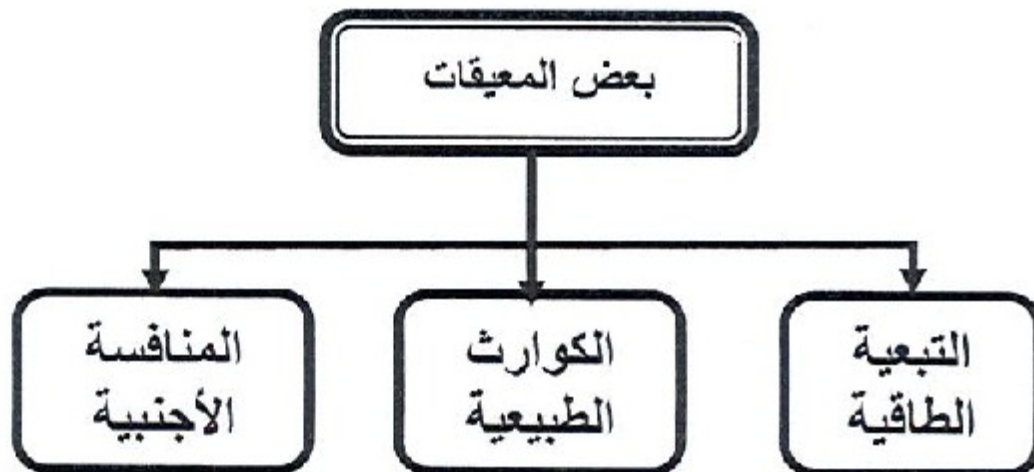 بعض المعيقات
التبعية
الطاقية
الكوارث
الطبيعية
المنافسة
الأجنبية